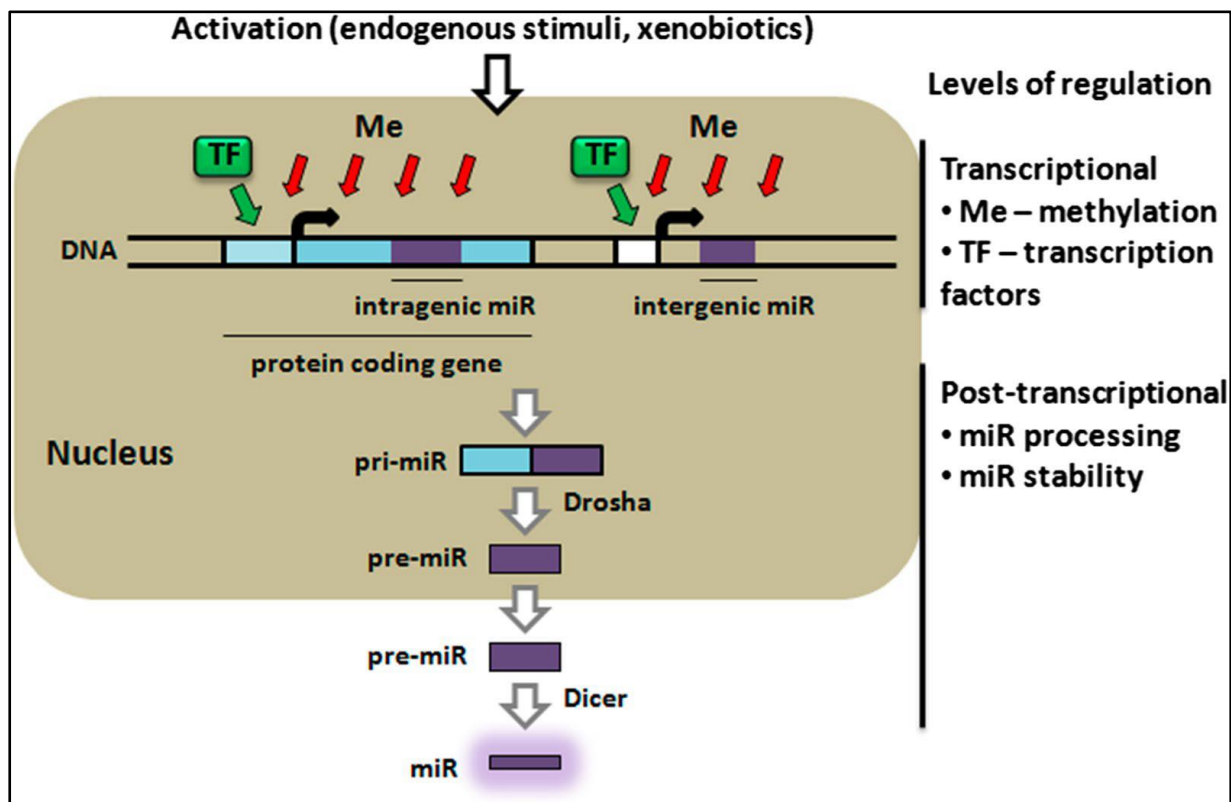 Activation (endogenous stimuli, xenobiotics)
Levels of regulation
TF
Me
TF
Me
DNA
intragenic miR
intergenic miR
protein coding gene
Nucleus
pri-miR
Drosha
pre-miR
pre-miR
Dicer
miR
Transcriptional
• Me – methylation
• TF – transcription
factors
Post-transcriptional
• miR processing
• miR stability